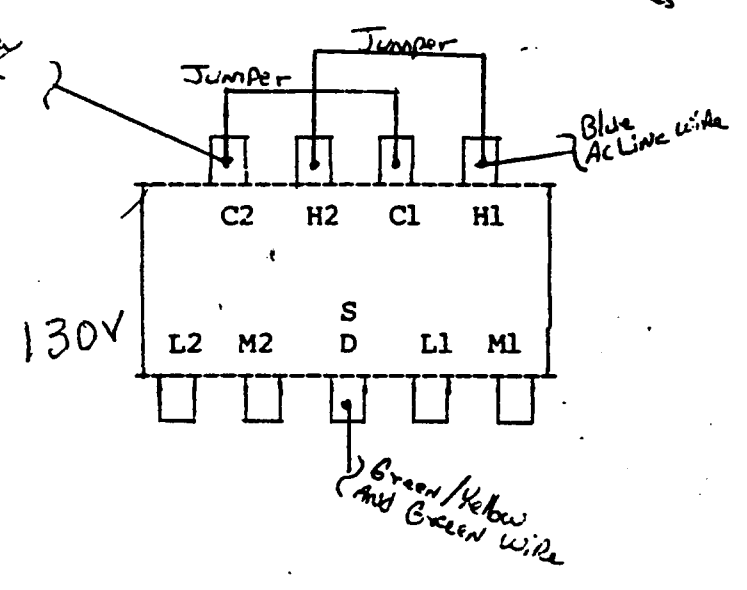 Jumper
Jumper
Blue
AC Line wire
C2 H2 C1 H1
S
130V
L2 M2 D L1 M1
Green/Yellow
And Green wire